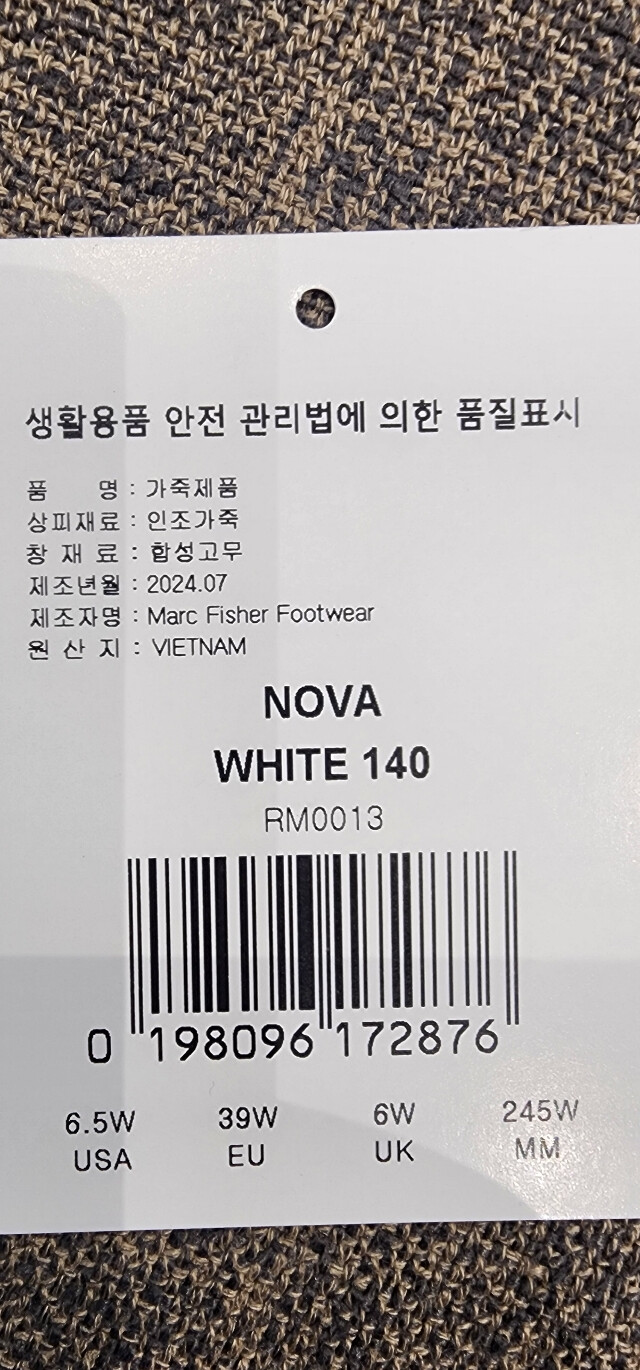 생활용품 안전 관리법에 의한 품질표시
품 명 : 가죽제품
상피재료 : 인조가죽
창 재 료 : 합성고무
제조년월 : 2024.07
제조자명 : Marc Fisher Footwear
원 산 지 : VIETNAM
NOVA
WHITE 140
RM0013
0 198096 172876
6.5W 39W 6W 245W
USA EU UK MM